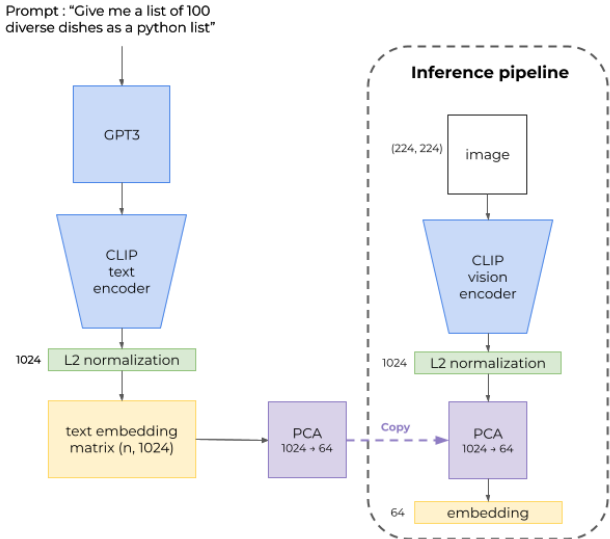 Prompt : “Give me a list of 100
diverse dishes as a python list”
GPT3
CLIP
text
encoder
1024
L2 normalization
text embedding
matrix (n, 1024)
PCA
1024 → 64
Copy
Inference pipeline
(224, 224)
image
CLIP
vision
encoder
1024
L2 normalization
PCA
1024 → 64
64
embedding